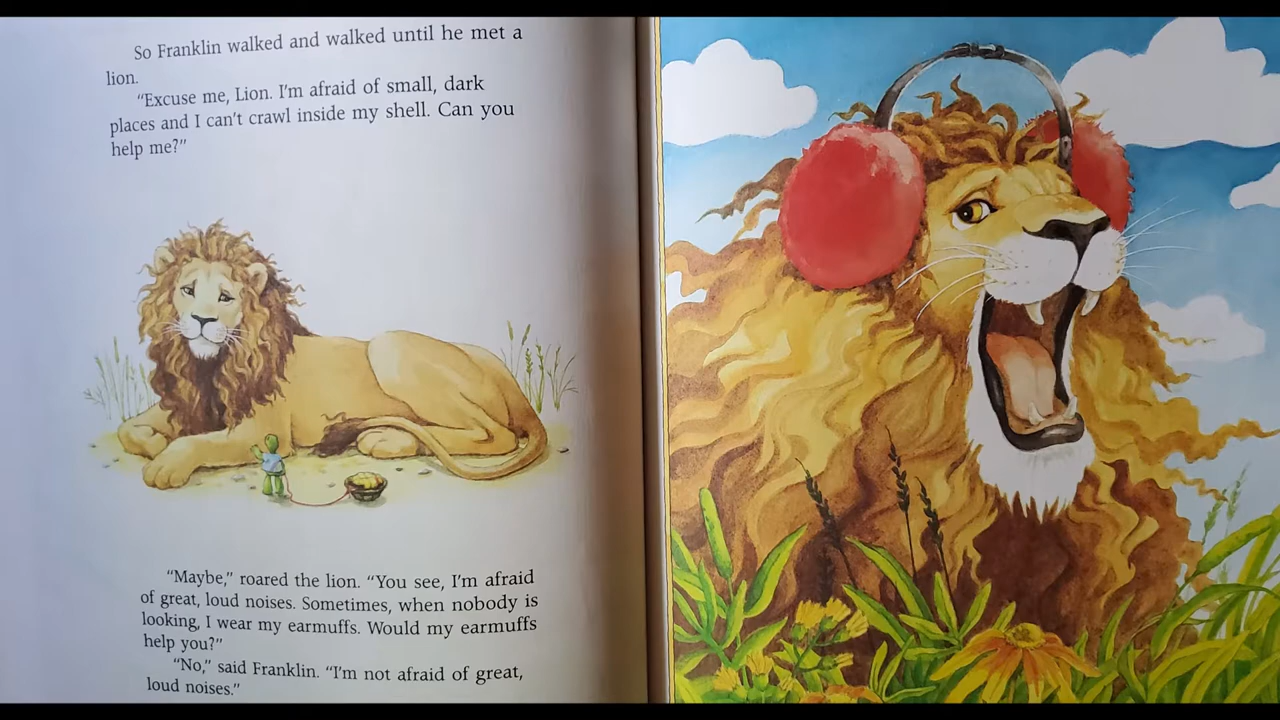 So Franklin walked and walked until he met a
lion.
"Excuse me, Lion. I'm afraid of small, dark
places and I can't crawl inside my shell. Can you
help me?"
"Maybe," roared the lion. "You see, I'm afraid
of great, loud noises. Sometimes, when nobody is
looking, I wear my earmuffs. Would my earmuffs
help you?"
"No," said Franklin. "I'm not afraid of great,
loud noises."